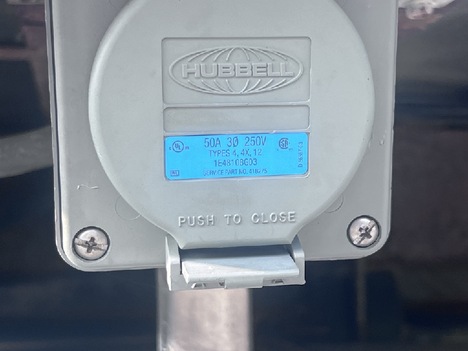 HUBBELL
50A 3Ø 250V
TYPES 4, 4X, 12
PUSH TO CLOSE